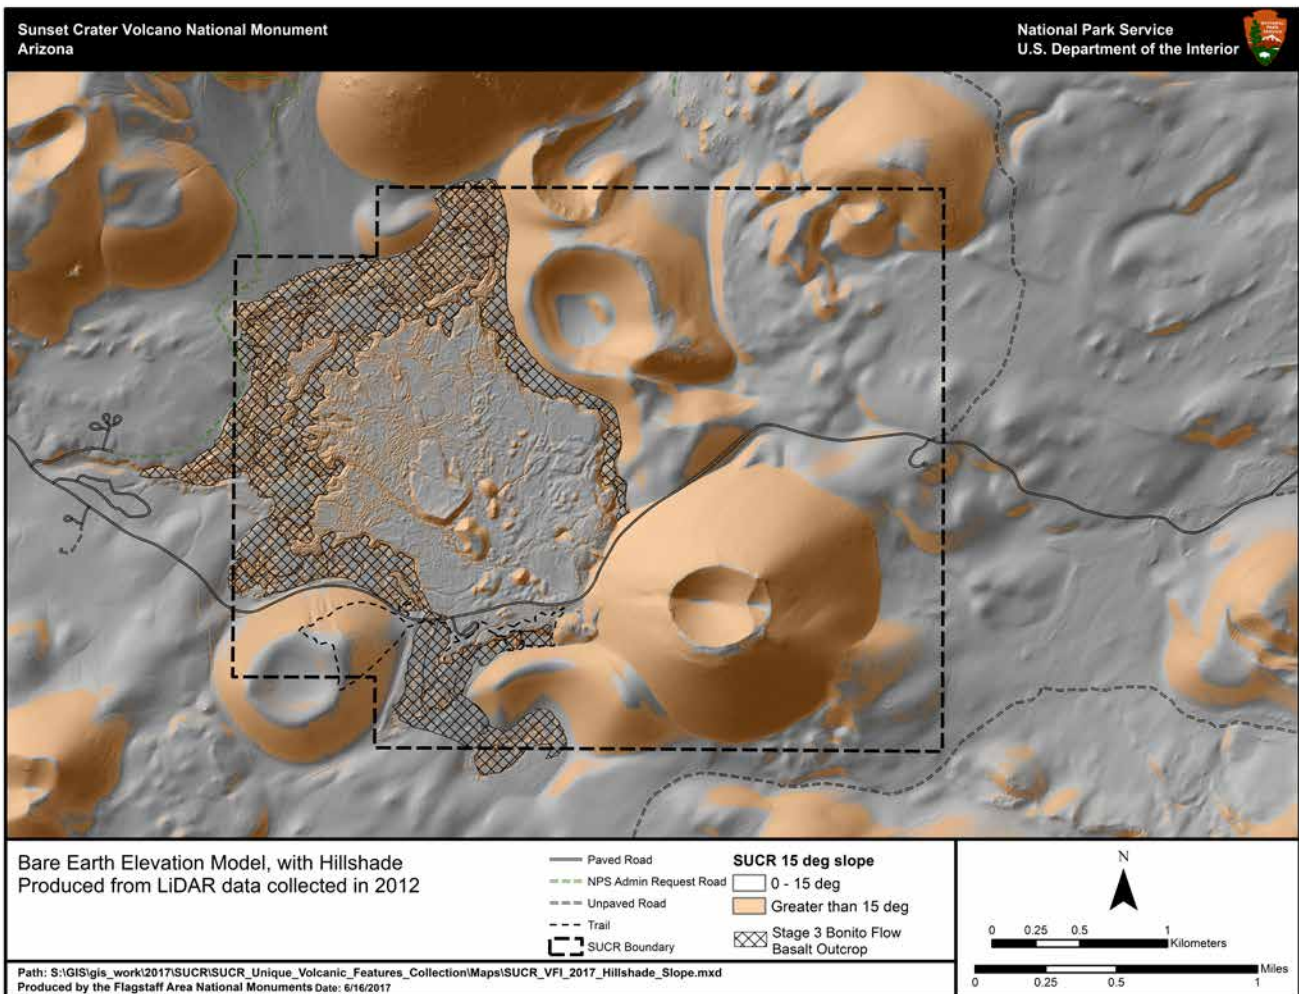 Sunset Crater Volcano National Monument
Arizona
National Park Service
U.S. Department of the Interior
Bare Earth Elevation Model, with Hillshade
Produced from LiDAR data collected in 2012
Paved Road
NPS Admin Request Road
Unpaved Road
Trail
SUCR Boundary
SUCR 15 deg slope
0 - 15 deg
Greater than 15 deg
Stage 3 Bonito Flow
Basalt Outcrop
N
0 0.25 0.5 1
Kilometers
Miles
0 0.25 0.5 1
Path: S:\GIS\gis_work\2017\SUCR\SUCR_Unique_Volcanic_Features_Collection\Maps\SUCR_VFI_2017_Hillshade_Slope.mxd
Produced by the Flagstaff Area National Monuments Date: 6/16/2017